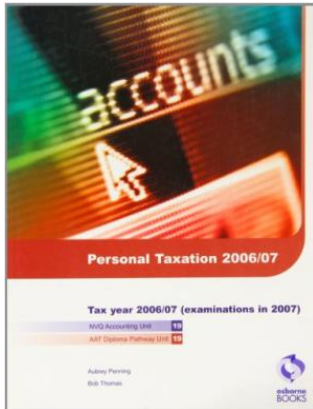 accounts
Personal Taxation 2006/07
Tax year 2006/07 (examinations in 2007)
NVQ Accounting Unit 19
AAT Diploma Pathway Unit 19
Aubrey Penning
Bob Thomas
osborne
BOOKS